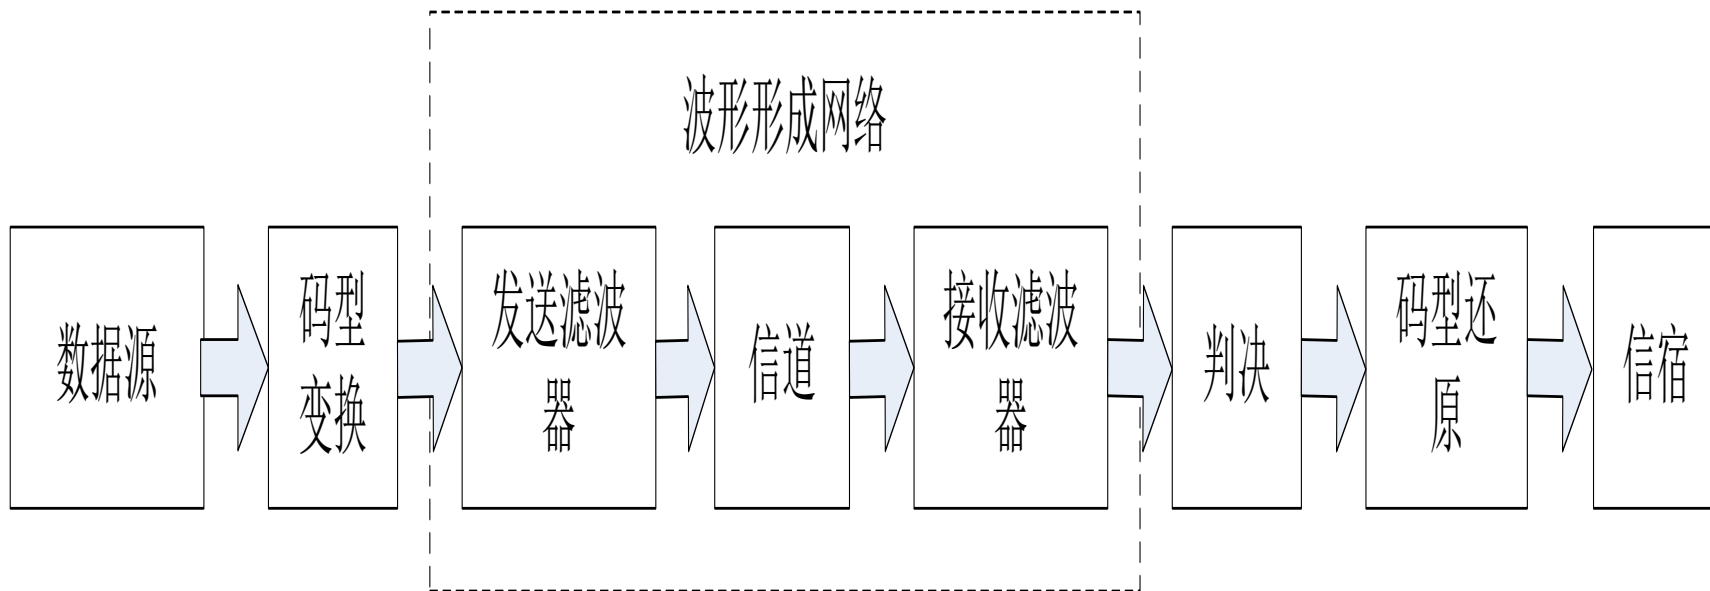 波形形成网络
数据源
码型
变换
发送滤波
器
信道
接收滤波
器
判决
码型还
原
信宿